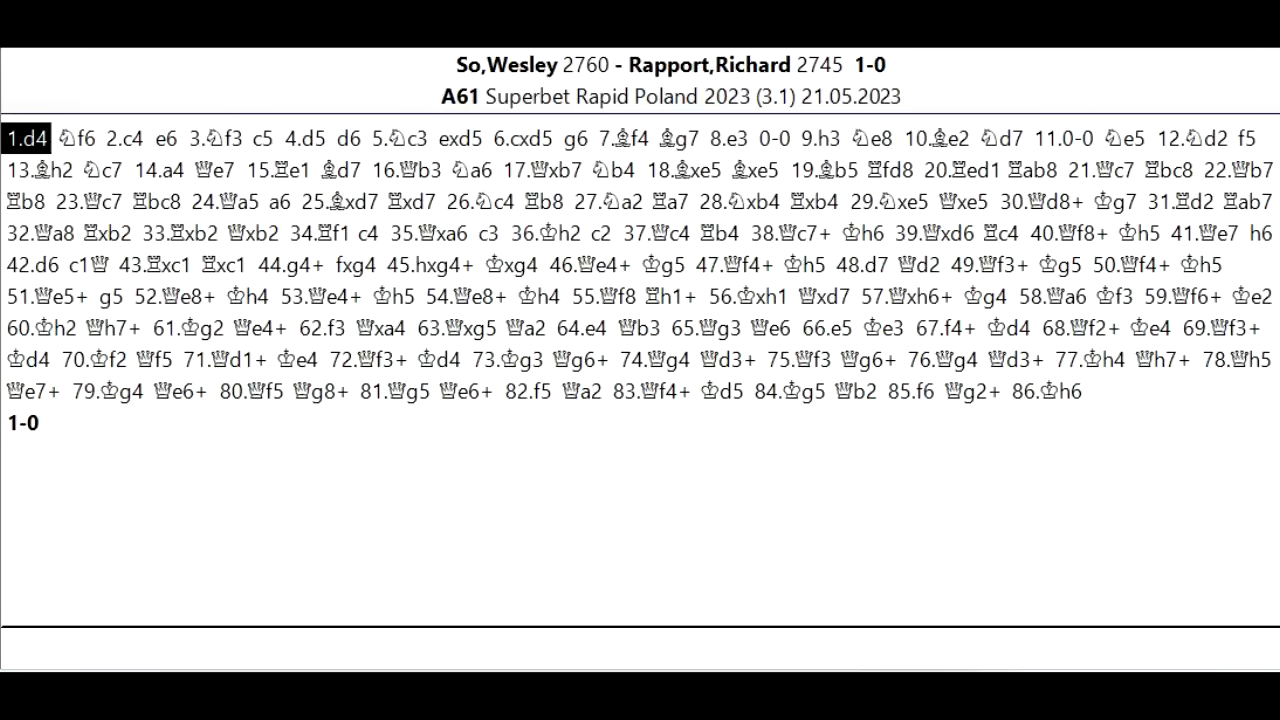 So,Wesley 2760 - Rapport,Richard 2745 1-0
A61 Superbet Rapid Poland 2023 (3.1) 21.05.2023
1.d4 ♘f6 2.c4 e6 3.♘f3 c5 4.d5 d6 5.♘c3 exd5 6.cxd5 g6 7.♗f4 ♗g7 8.e3 0-0 9.h3 ♘e8 10.♗e2 ♘d7 11.0-0 ♘e5 12.♘d2 f5
13.♗h2 ♘c7 14.a4 ♕e7 15.♖e1 ♗d7 16.♕b3 ♘a6 17.♕xb7 ♘b4 18.♗xe5 ♗xe5 19.♗b5 ♖fd8 20.♖ed1 ♖ab8 21.♕c7 ♖bc8 22.♕b7
♖b8 23.♕c7 ♖bc8 24.♕a5 a6 25.♗xd7 ♖xd7 26.♘c4 ♖b8 27.♘a2 ♖a7 28.♘xb4 ♖xb4 29.♘xe5 ♕xe5 30.♕d8+ ♔g7 31.♖d2 ♖ab7
32.♕a8 ♖xb2 33.♖xb2 ♕xb2 34.♖f1 c4 35.♕xa6 c3 36.♔h2 c2 37.♕c4 ♖b4 38.♕c7+ ♔h6 39.♕xd6 ♖c4 40.♕f8+ ♔h5 41.♕e7 h6
42.d6 c1♕ 43.♖xc1 ♖xc1 44.g4+ fxg4 45.hxg4+ ♔xg4 46.♕e4+ ♔g5 47.♕f4+ ♔h5 48.d7 ♕d2 49.♕f3+ ♔g5 50.♕f4+ ♔h5
51.♕e5+ g5 52.♕e8+ ♔h4 53.♕e4+ ♔h5 54.♕e8+ ♔h4 55.♕f8 ♖h1+ 56.♔xh1 ♕xd7 57.♕xh6+ ♔g4 58.♕a6 ♔f3 59.♕f6+ ♔e2
60.♔h2 ♕h7+ 61.♔g2 ♕e4+ 62.f3 ♕xa4 63.♕xg5 ♕a2 64.e4 ♕b3 65.♕g3 ♕e6 66.e5 ♔e3 67.f4+ ♔d4 68.♕f2+ ♔e4 69.♕f3+
♔d4 70.♔f2 ♕f5 71.♕d1+ ♔e4 72.♕f3+ ♔d4 73.♔g3 ♕g6+ 74.♕g4 ♕d3+ 75.♕f3 ♕g6+ 76.♕g4 ♕d3+ 77.♔h4 ♕h7+ 78.♕h5
♕e7+ 79.♔g4 ♕e6+ 80.♕f5 ♕g8+ 81.♕g5 ♕e6+ 82.f5 ♕a2 83.♕f4+ ♔d5 84.♔g5 ♕b2 85.f6 ♕g2+ 86.♔h6
1-0